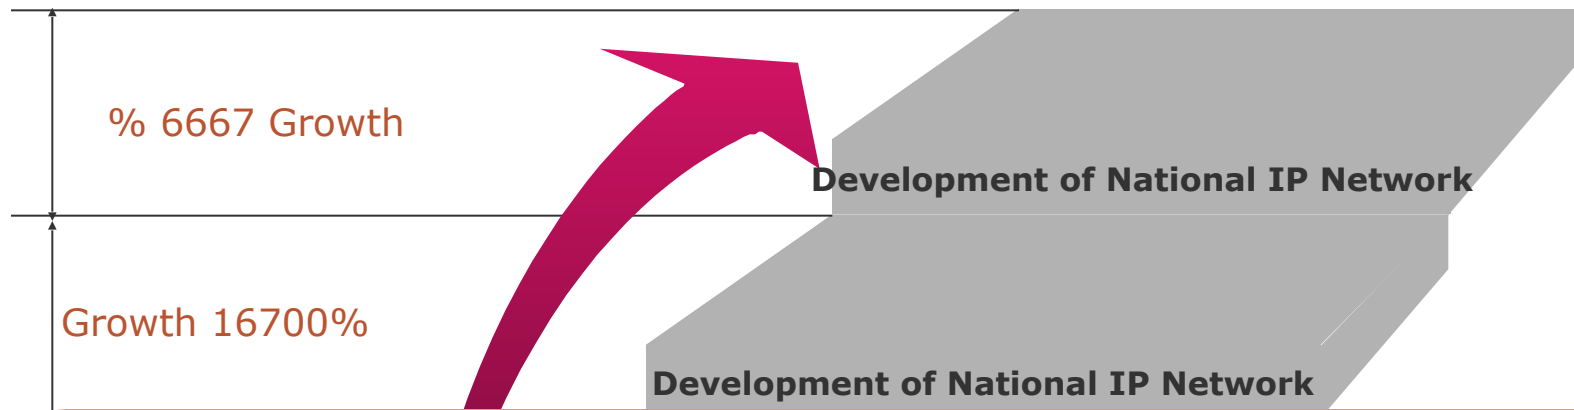 % 6667 Growth
Development of National IP Network
Growth 16700%
Development of National IP Network